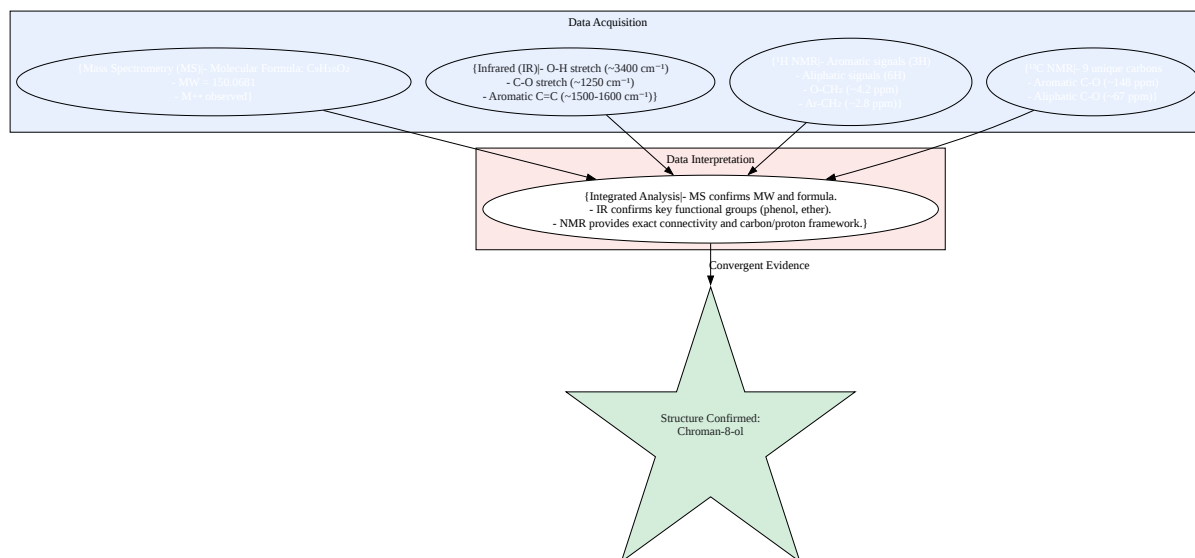 Data Acquisition
{Mass Spectrometry (MS)|- Molecular Formula: C₉H₁₀O₂
- MW = 150.0681
- M+• observed}
{Infrared (IR)|- O-H stretch (~3400 cm⁻¹)
- C-O stretch (~1250 cm⁻¹)
- Aromatic C=C (~1500-1600 cm⁻¹)}
{¹H NMR|- Aromatic signals (3H)
- Aliphatic signals (6H)
- O-CH₂ (~4.2 ppm)
- Ar-CH₂ (~2.8 ppm)}
{¹³C NMR|- 9 unique carbons
- Aromatic C-O (~148 ppm)
- Aliphatic C-O (~67 ppm)}
Data Interpretation
{Integrated Analysis|- MS confirms MW and formula.
- IR confirms key functional groups (phenol, ether).
- NMR provides exact connectivity and carbon/proton framework.}
Convergent Evidence
Structure Confirmed:
Chroman-8-ol